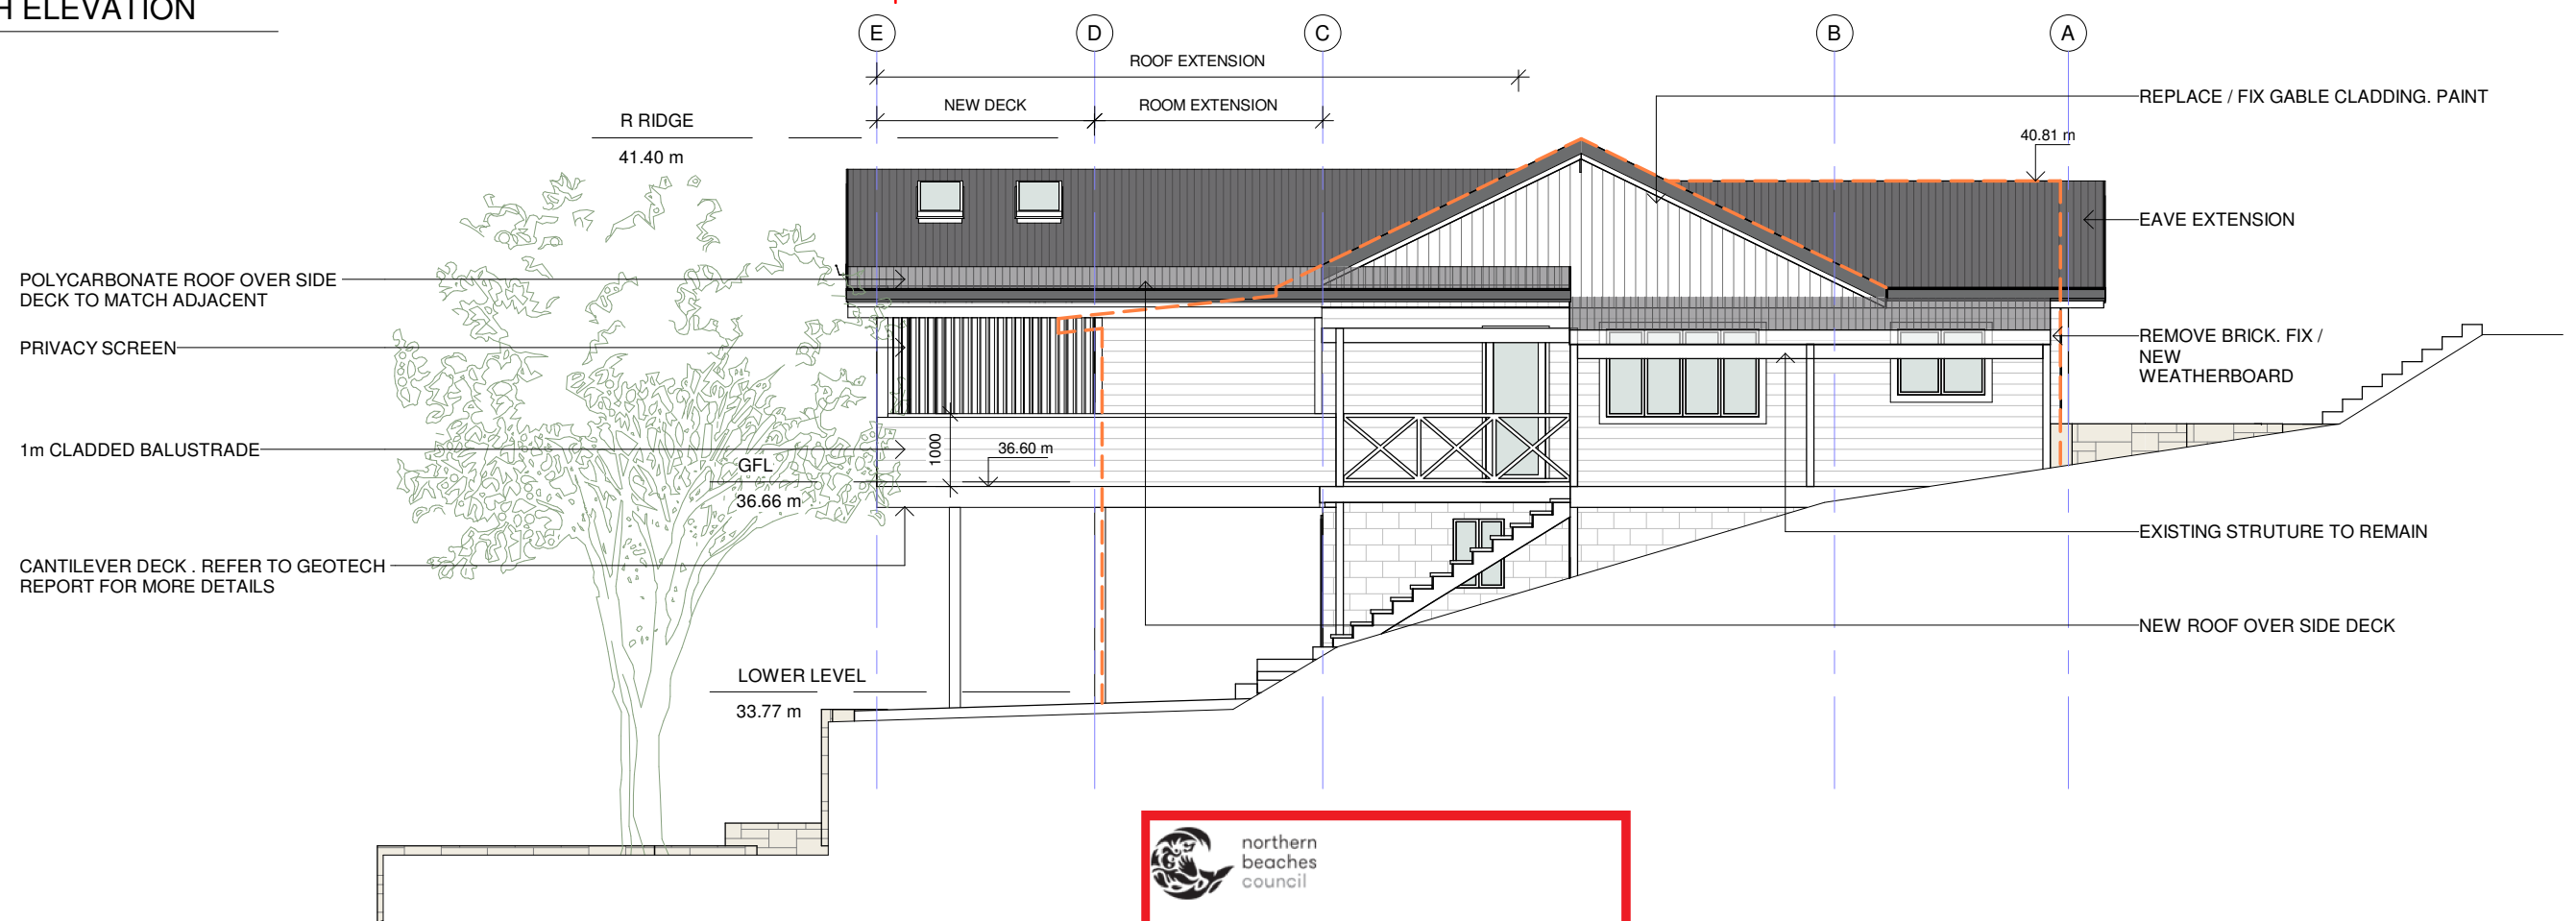 H ELEVATION
E
D
C
B
A
ROOF EXTENSION
NEW DECK
ROOM EXTENSION
R RIDGE
41.40 m
REPLACE / FIX GABLE CLADDING. PAINT
40.81 m
EAVE EXTENSION
POLYCARBONATE ROOF OVER SIDE
DECK TO MATCH ADJACENT
PRIVACY SCREEN
REMOVE BRICK. FIX /
NEW
WEATHERBOARD
1m CLADDED BALUSTRADE
1000
36.60 m
GFL
36.66 m
CANTILEVER DECK . REFER TO GEOTECH
REPORT FOR MORE DETAILS
EXISTING STRUTURE TO REMAIN
NEW ROOF OVER SIDE DECK
LOWER LEVEL
33.77 m
northern
beaches
council